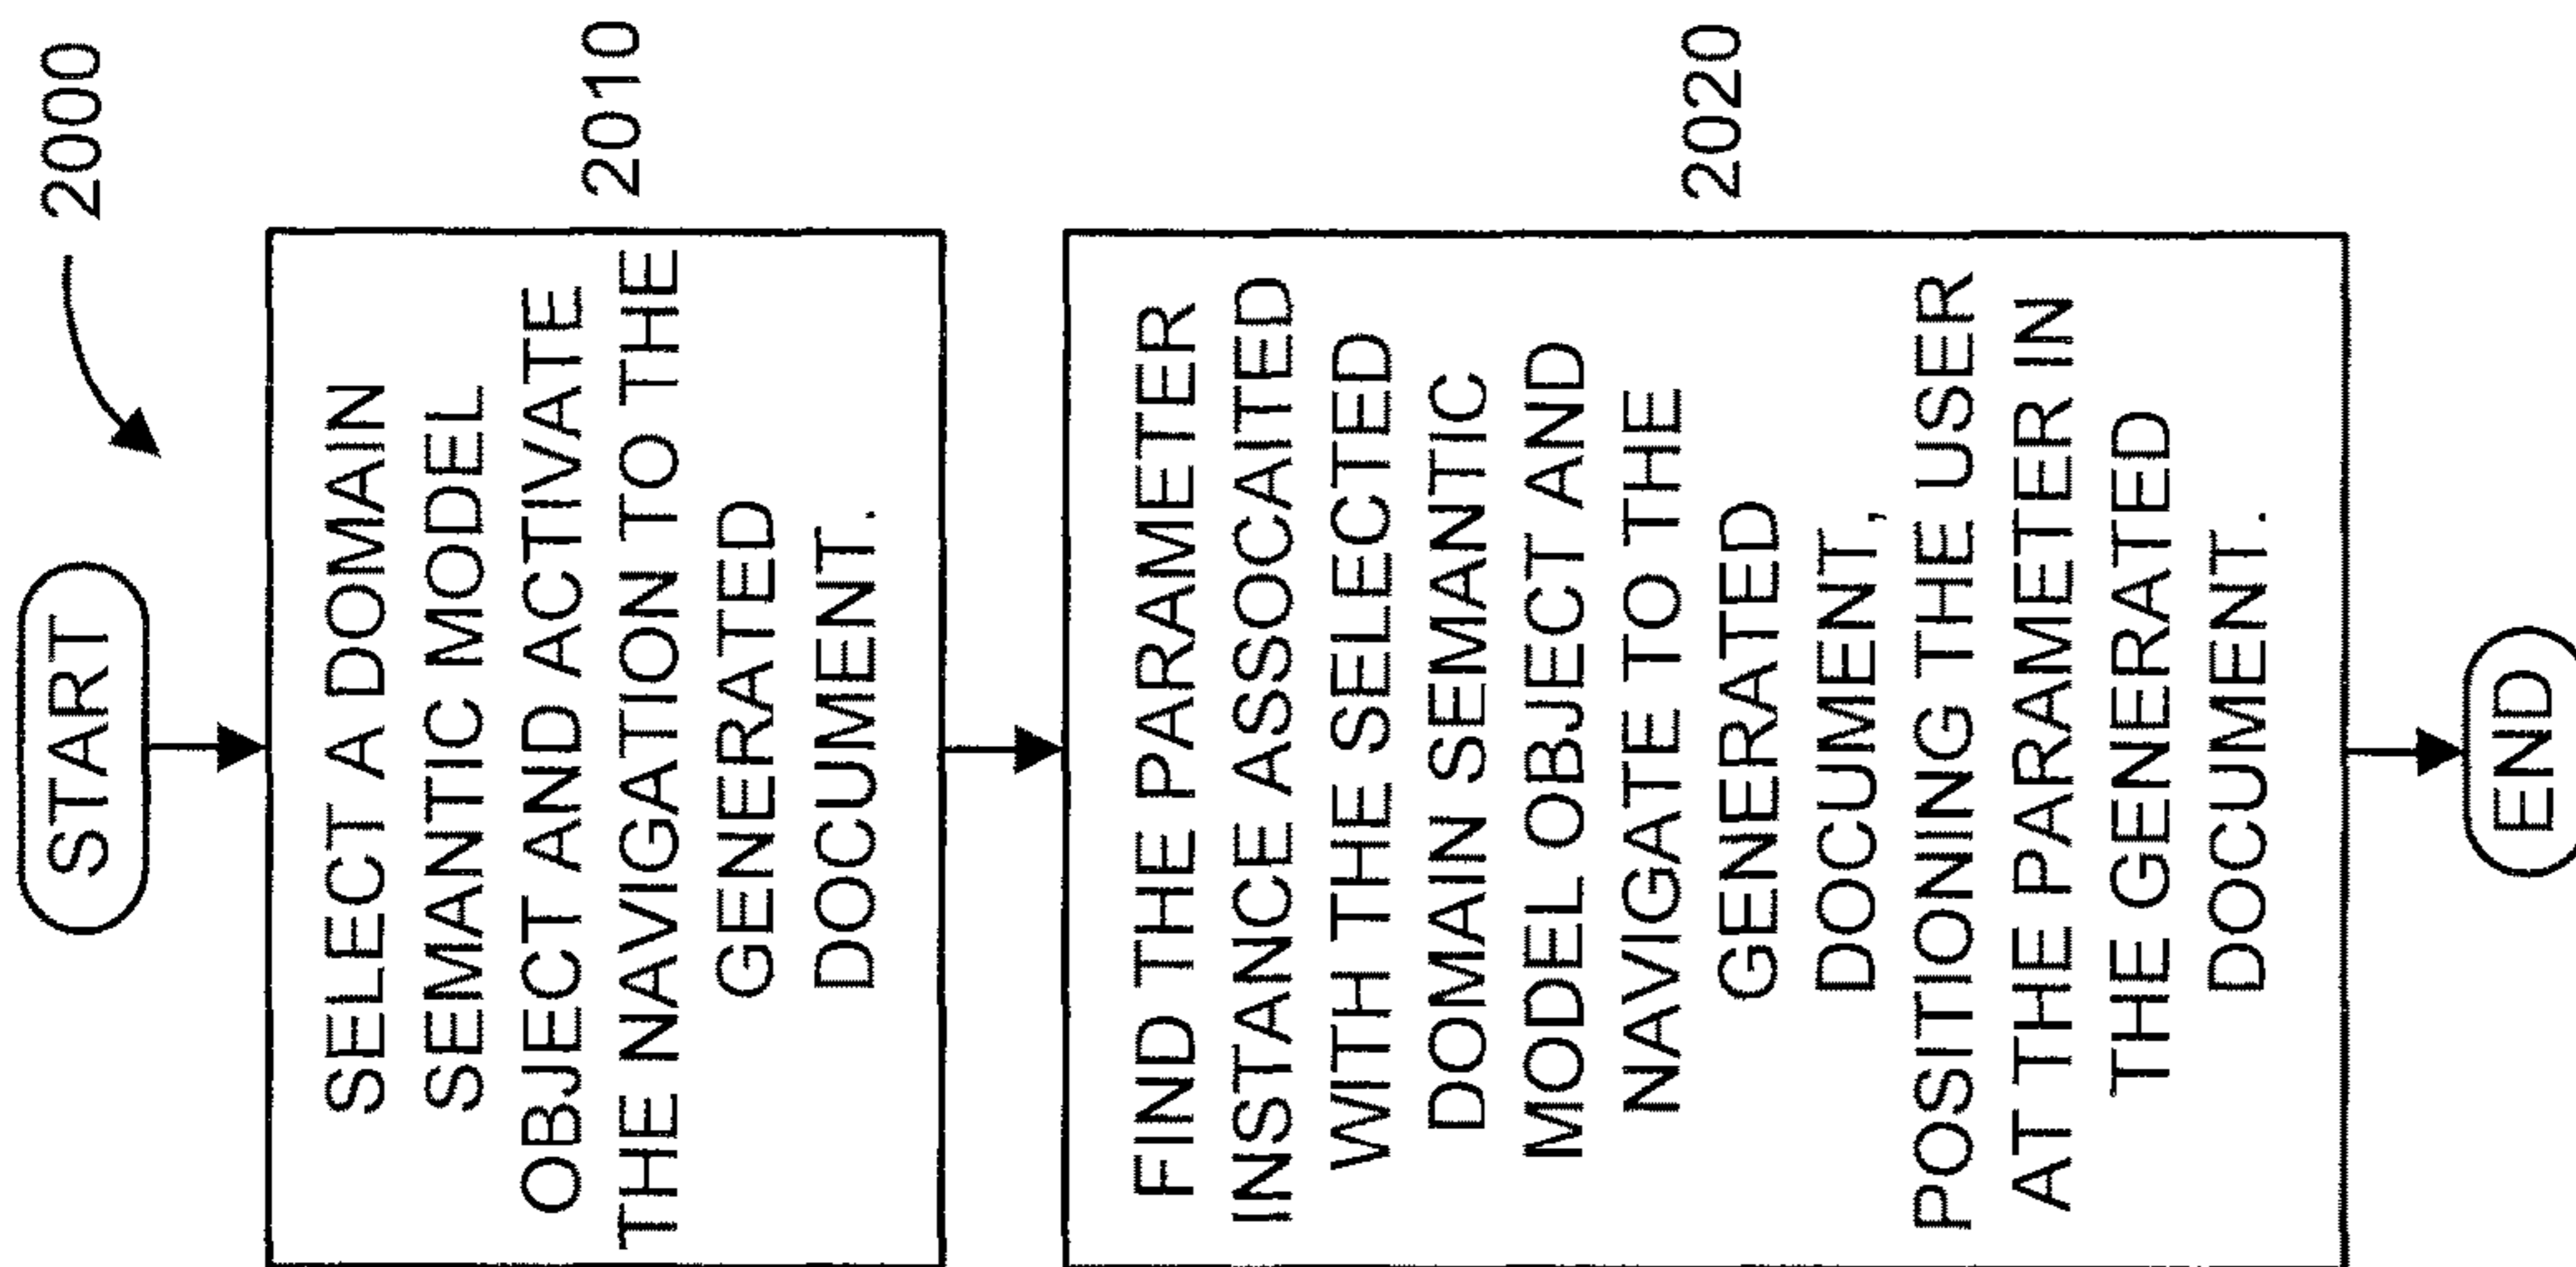 START
2000
SELECT A DOMAIN
SEMANTIC MODEL
OBJECT AND ACTIVATE
THE NAVIGATION TO THE
GENERATED
DOCUMENT.
2010
FIND THE PARAMETER
INSTANCE ASSOCAITED
WITH THE SELECTED
DOMAIN SEMANTIC
MODEL OBJECT AND
NAVIGATE TO THE
GENERATED
DOCUMENT,
POSITIONING THE USER
AT THE PARAMETER IN
THE GENERATED
DOCUMENT.
2020
END